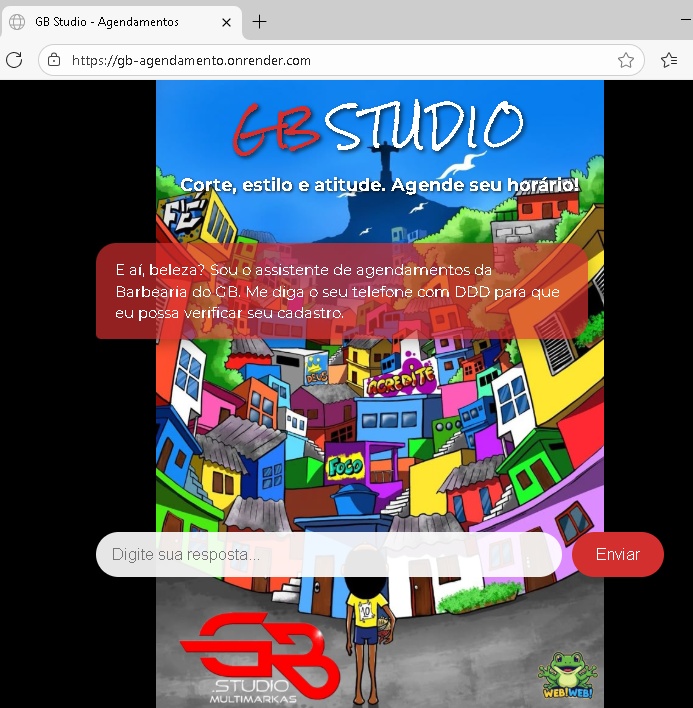 GB Studio - Agendamentos
https://gb-agendamento.onrender.com
GBSTUDIO
Corte, estilo e atitude. Agende seu horário!
FÉ
E aí, beleza? Sou o assistente de agendamentos da
Barbearia do GB. Me diga o seu telefone com DDD para que
eu possa verificar seu cadastro.
DEUS
ACREDITE
FOCO
Digite sua resposta...
Enviar
10
GB
.STUDIO
MULTIMARKAS
WEB!WEB!